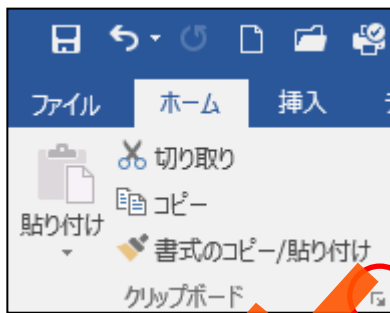 ファイル ホーム 挿入
切り取り
コピー
貼り付け
書式のコピー/貼り付け
クリップボード